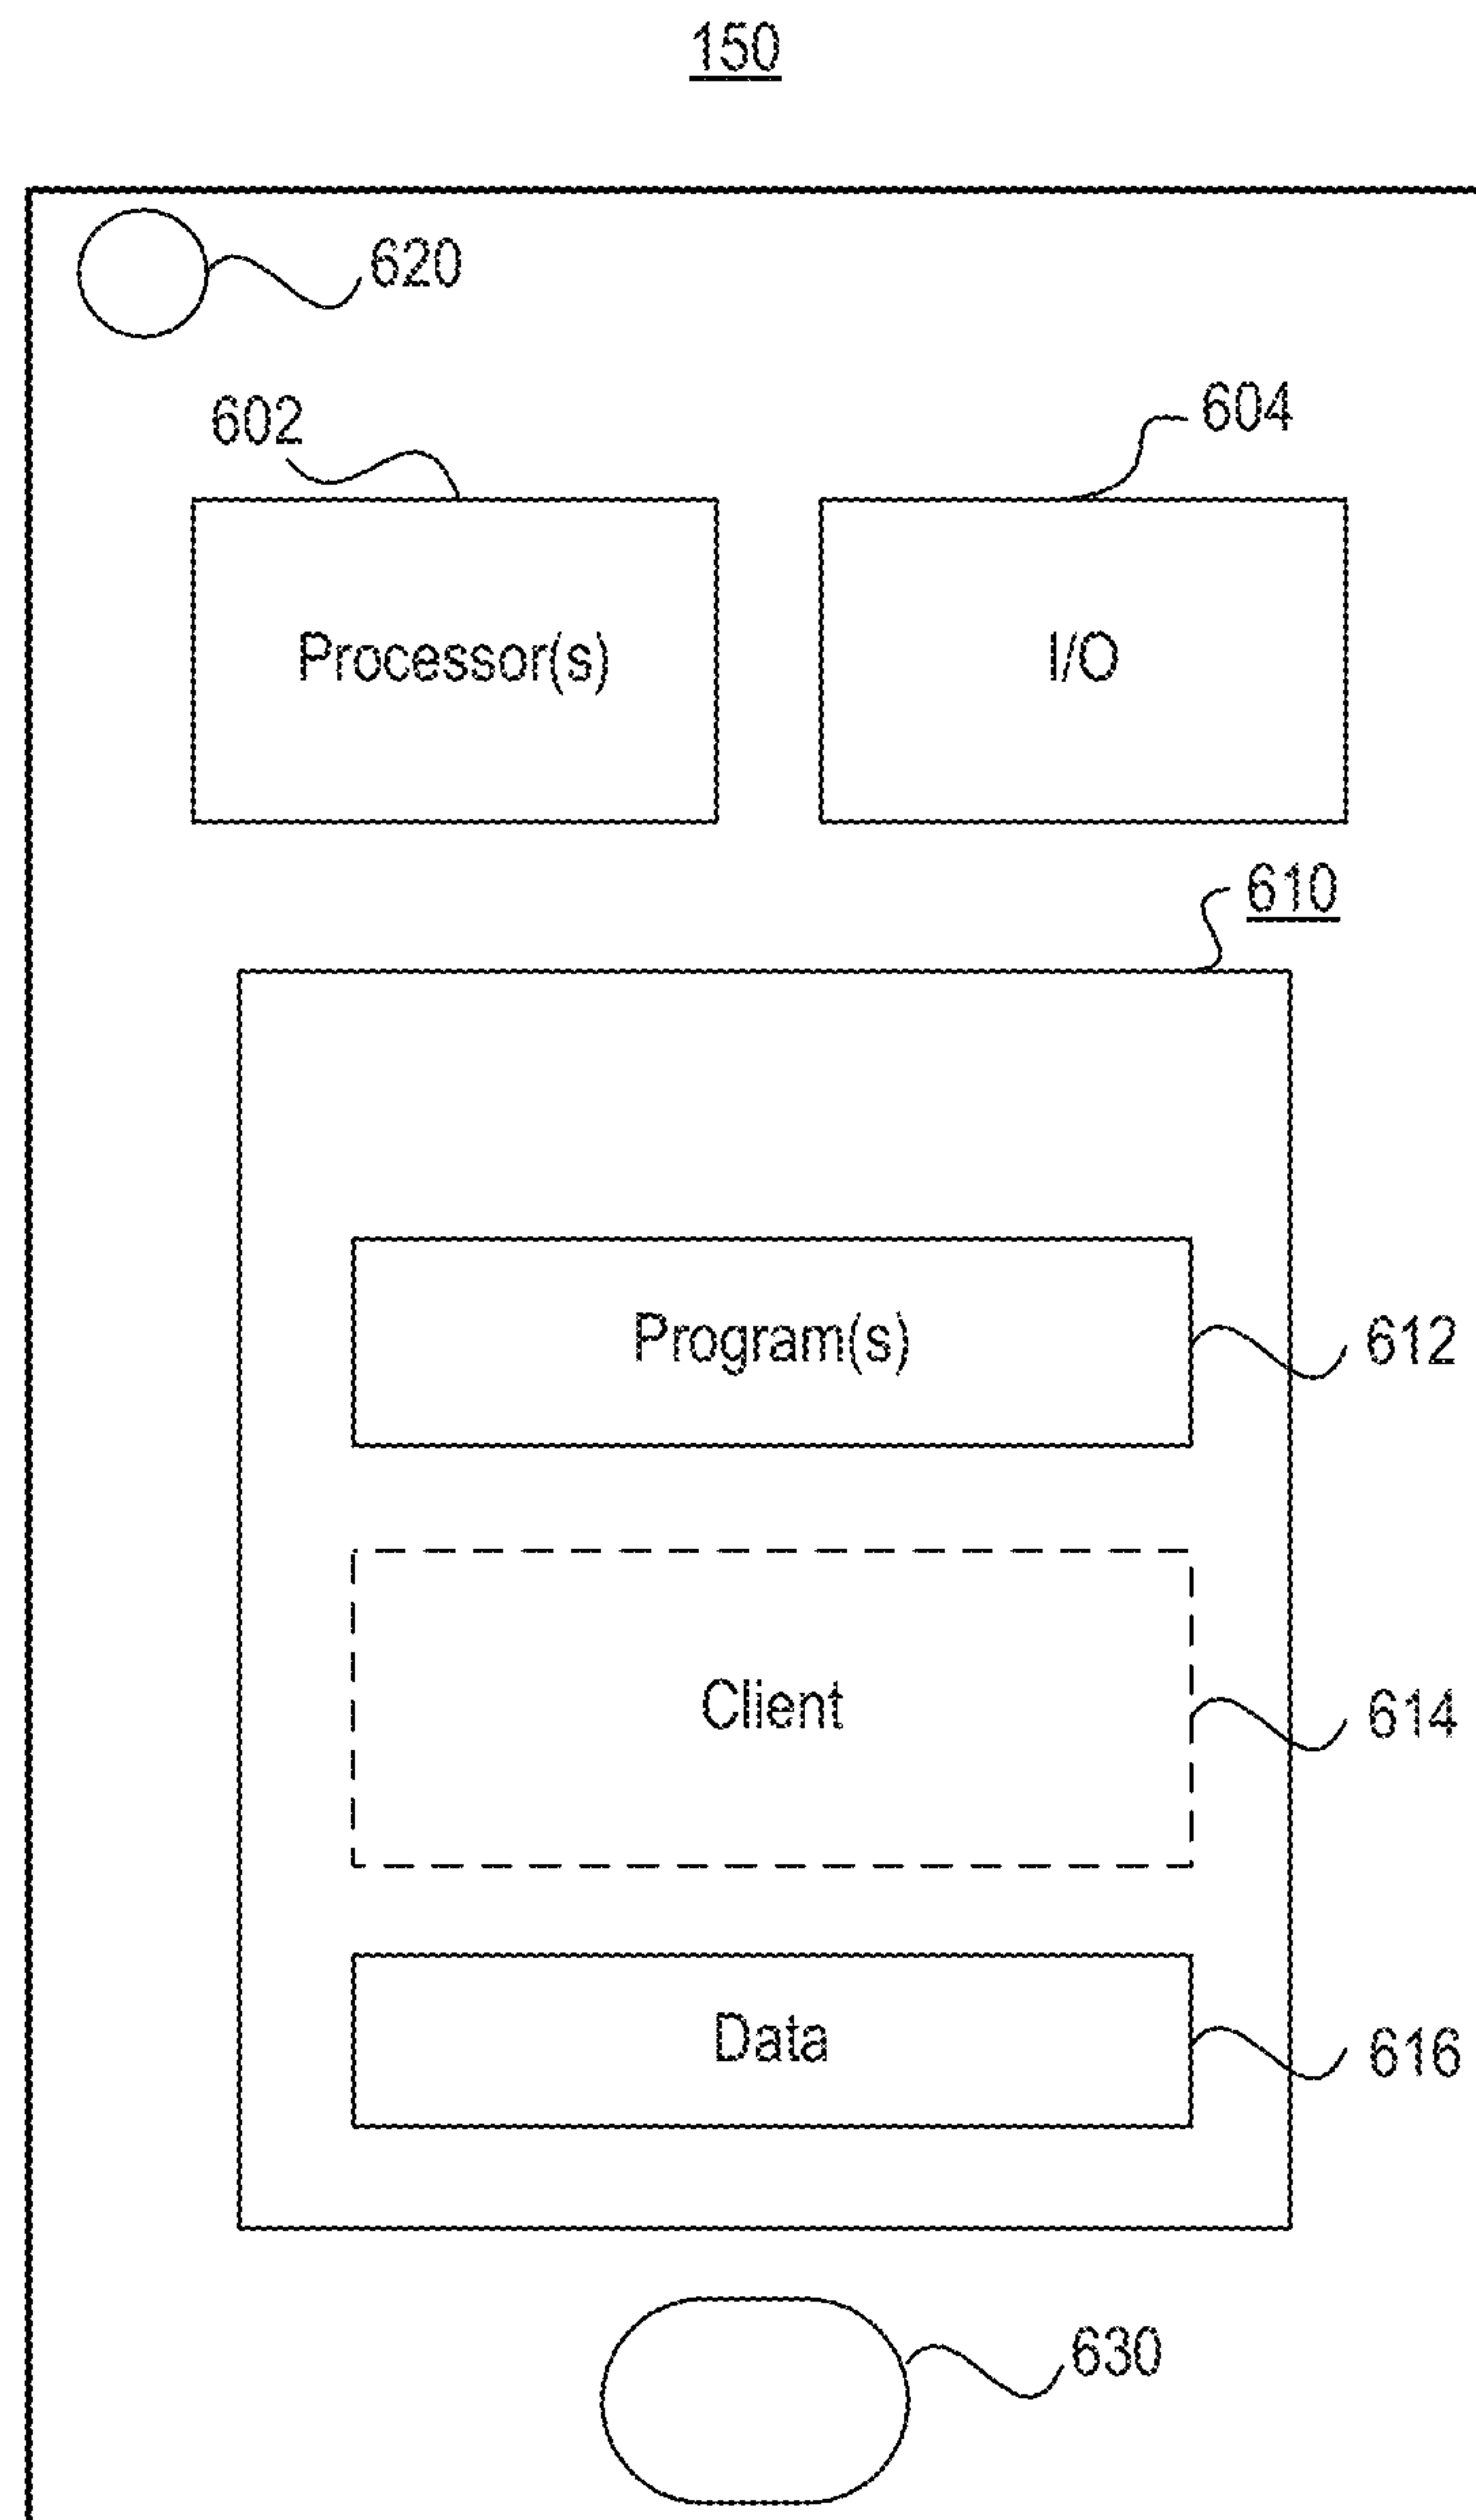 150
620
602
604
Processor(s)
I/O
610
Program(s)
612
Client
614
Data
616
630